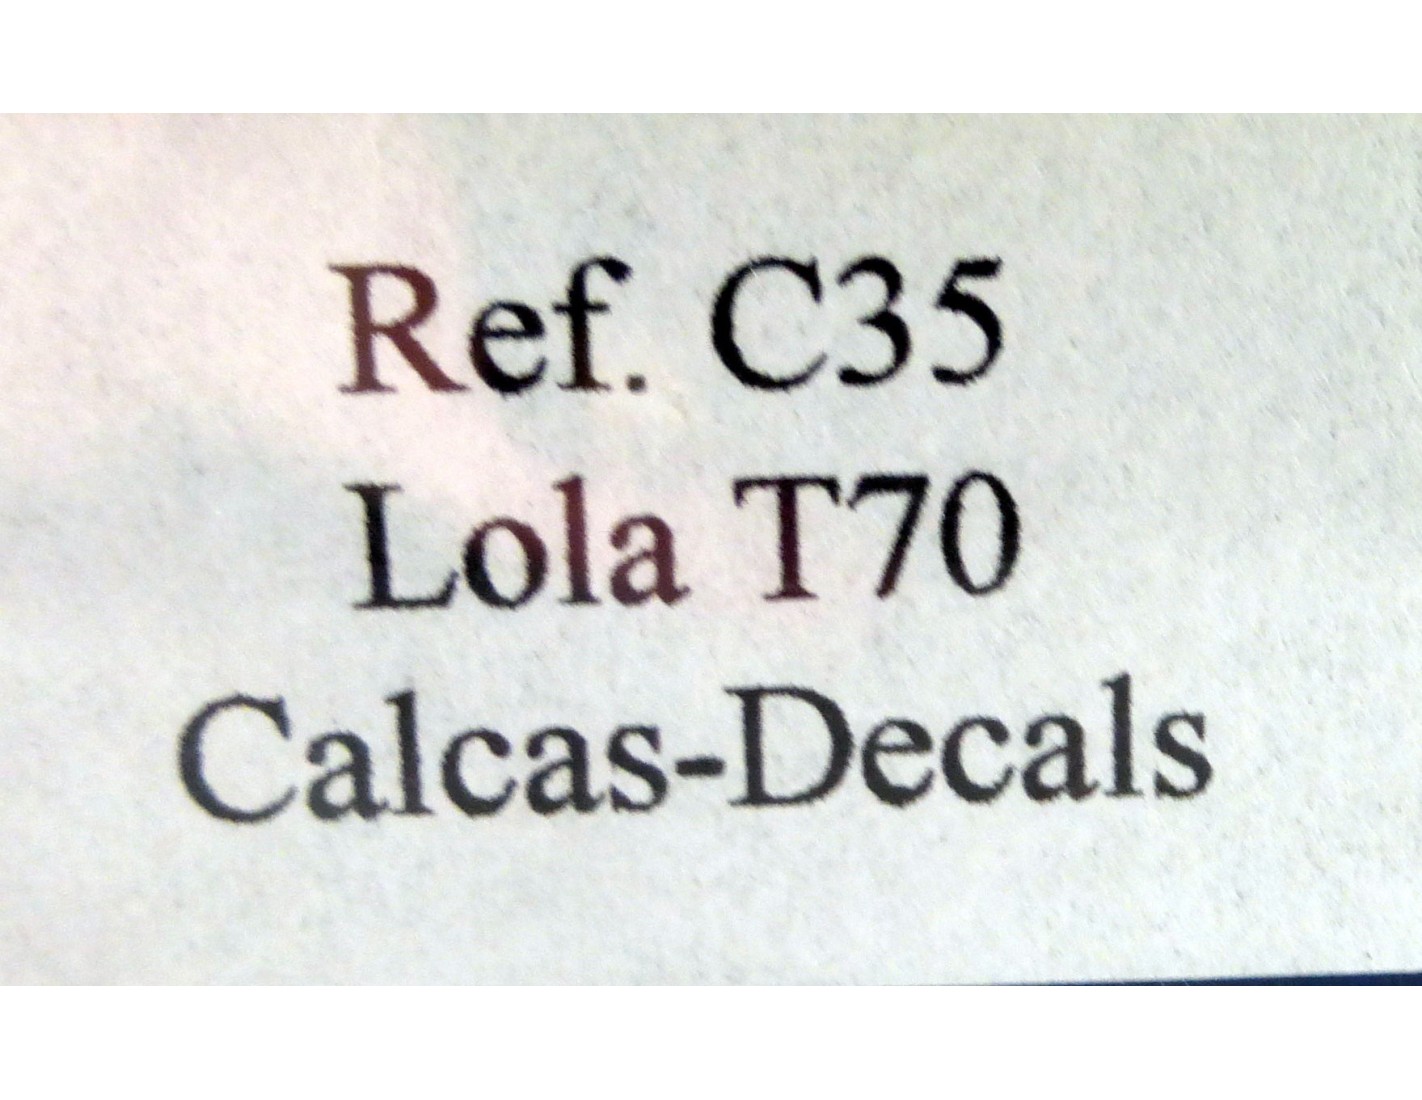 Ref. C35
Lola T70
Calcas-Decals